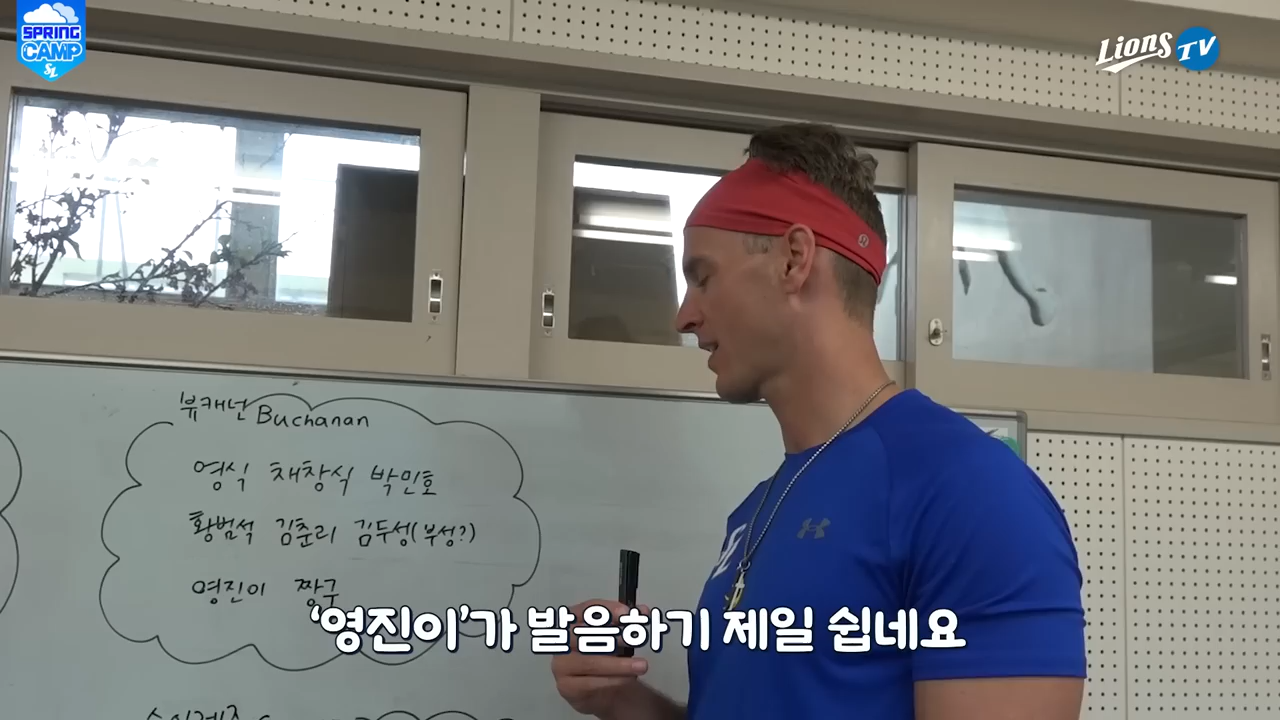 SPRING
CAMP
SL
Lions TV
뷰캐넌 Buchanan
영식 채창식 박민호
황범석 김춘리 김두성(부성?)
영진이 짱구
'영진이'가 발음하기 제일 쉽네요